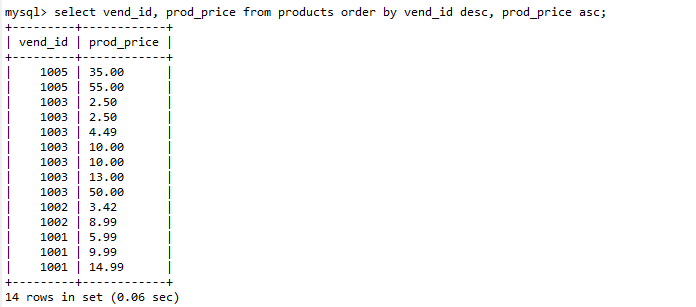 mysql> select vend_id, prod_price from products order by vend_id desc, prod_price asc;
+---------+------------+
| vend_id | prod_price |
+---------+------------+
|    1005 | 35.00      |
|    1005 | 55.00      |
|    1003 | 2.50       |
|    1003 | 2.50       |
|    1003 | 4.49       |
|    1003 | 10.00      |
|    1003 | 10.00      |
|    1003 | 13.00      |
|    1003 | 50.00      |
|    1002 | 3.42       |
|    1002 | 8.99       |
|    1001 | 5.99       |
|    1001 | 9.99       |
|    1001 | 14.99      |
+---------+------------+
14 rows in set (0.06 sec)